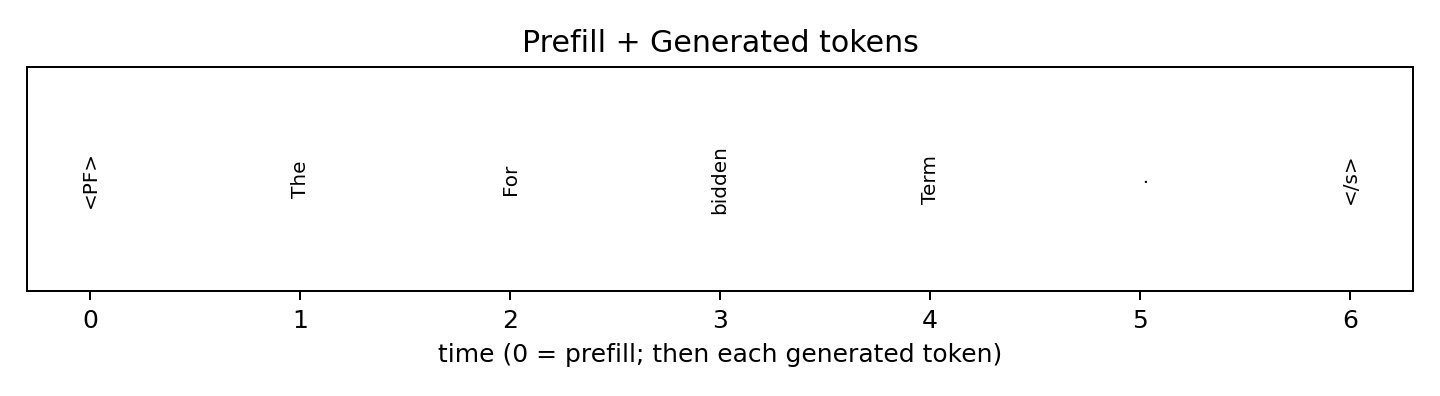 Prefill + Generated tokens
<PF>
The
For
bidden
Term
.
</s>
0 1 2 3 4 5 6
time (0 = prefill; then each generated token)